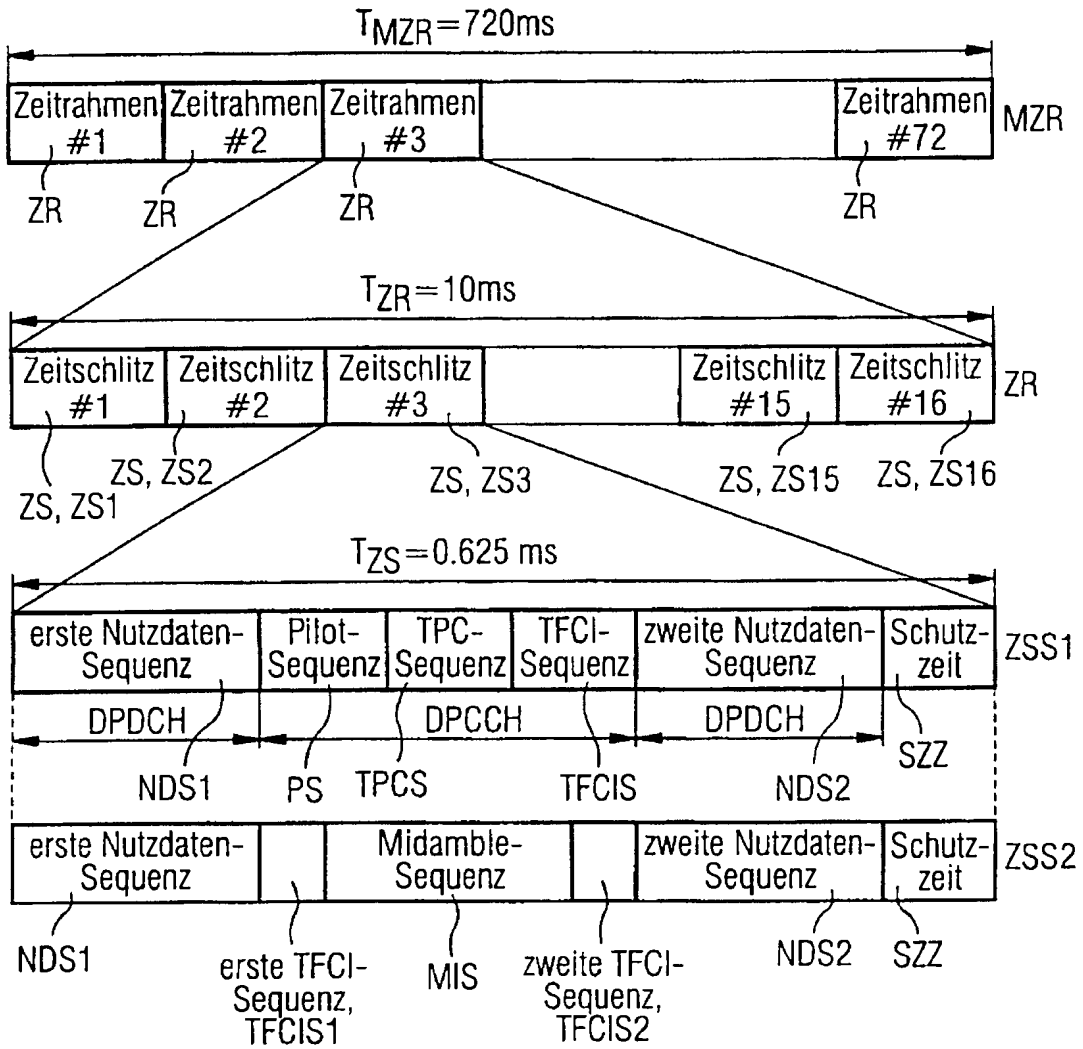 TMZR=720ms
Zeitrahmen #1 Zeitrahmen #2 Zeitrahmen #3 Zeitrahmen #72 MZR
ZR ZR ZR ZR
TZR=10ms
Zeitschlitz #1 Zeitschlitz #2 Zeitschlitz #3 Zeitschlitz #15 Zeitschlitz #16 ZR
ZS, ZS1 ZS, ZS2 ZS, ZS3 ZS, ZS15 ZS, ZS16
TZS=0.625 ms
erste Nutzdaten-
Sequenz
Pilot-
Sequenz
TPC-
Sequenz
TFCI-
Sequenz
zweite Nutzdaten-
Sequenz
Schutz-
zeit
ZSS1
DPDCH DPCCH DPDCH
NDS1 PS TPCS TFCIS NDS2 SZZ
erste Nutzdaten-
Sequenz
Midamble-
Sequenz
zweite Nutzdaten-
Sequenz
Schutz-
zeit
ZSS2
NDS1
erste TFCI-
Sequenz,
TFCIS1
MIS
zweite TFCI-
Sequenz,
TFCIS2
NDS2 SZZ